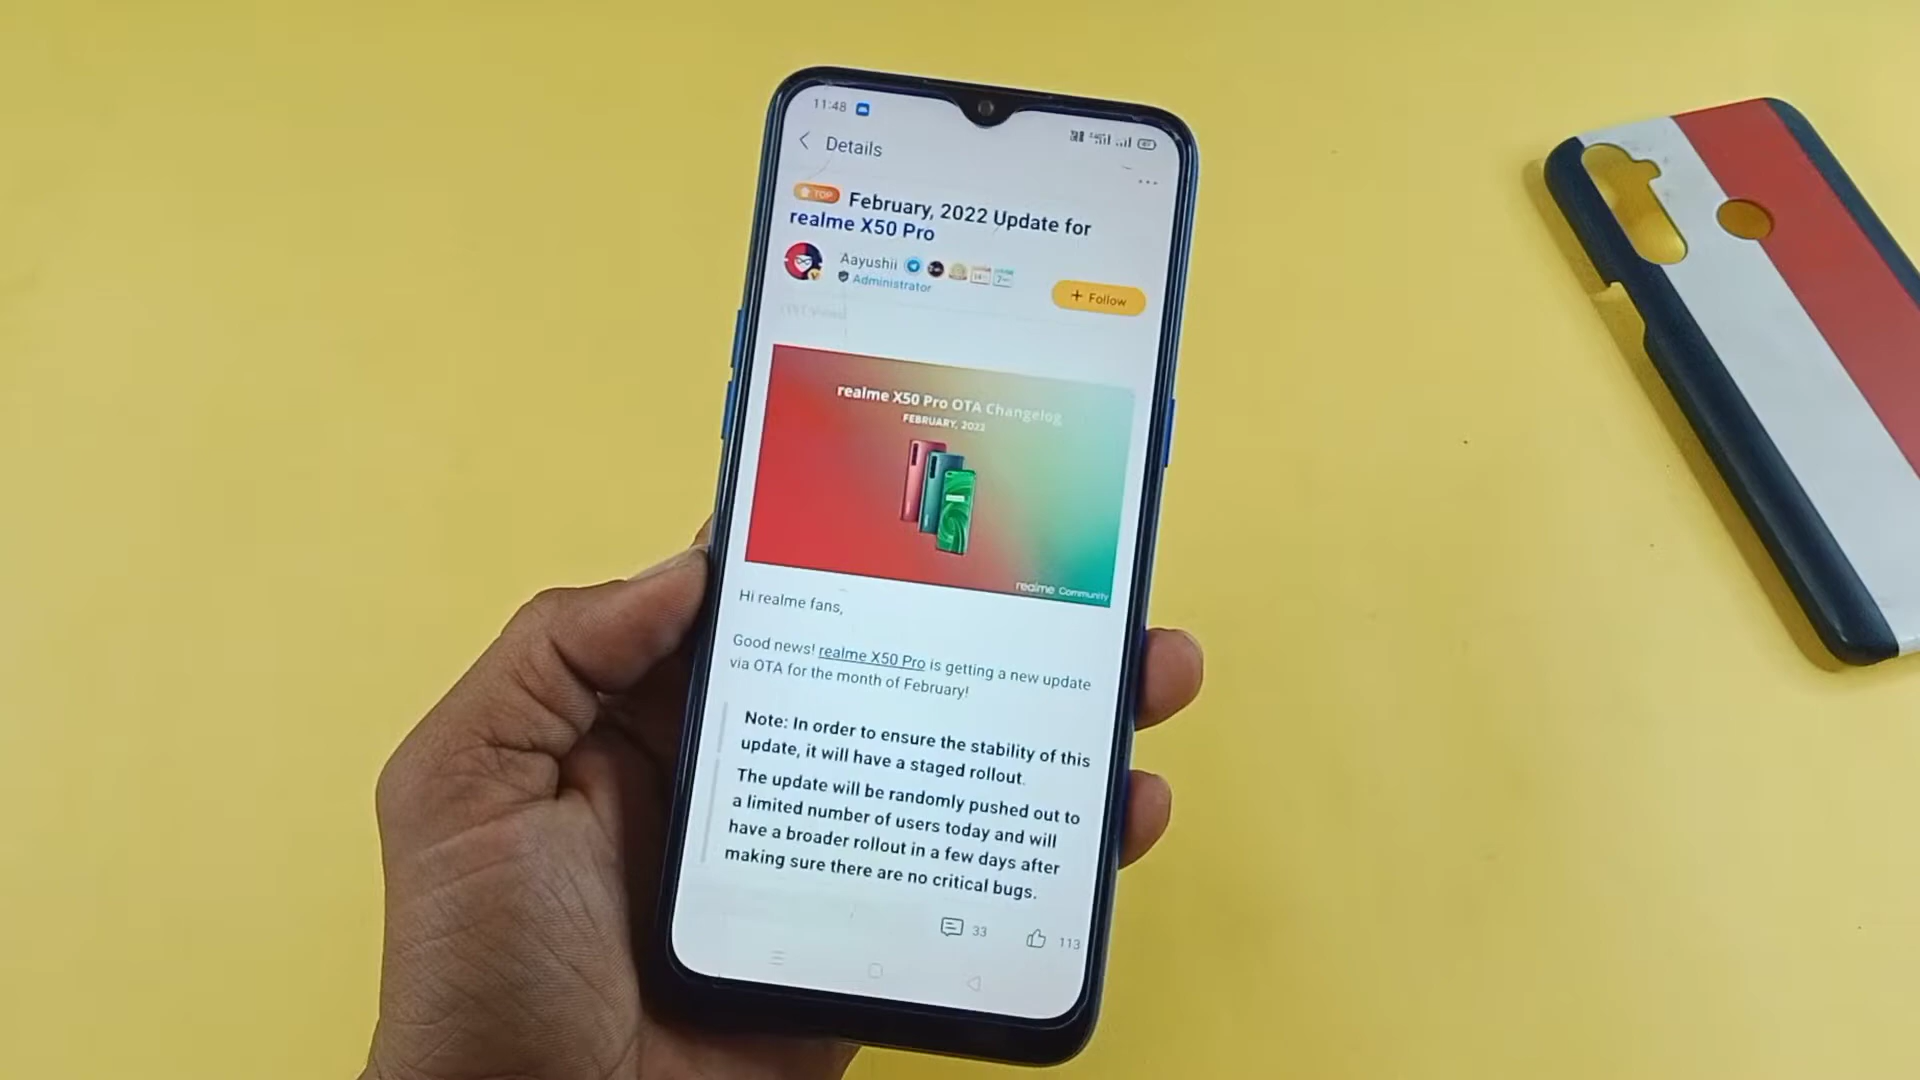 11:48
Details
TOP February, 2022 Update for
realme X50 Pro
Aayushii
Administrator
+ Follow
realme X50 Pro OTA Changelog
FEBRUARY, 2022
realme Community
Hi realme fans,
Good news! realme X50 Pro is getting a new update
via OTA for the month of February!
Note: In order to ensure the stability of this
update, it will have a staged rollout.
The update will be randomly pushed out to
a limited number of users today and will
have a broader rollout in a few days after
making sure there are no critical bugs.
33
113